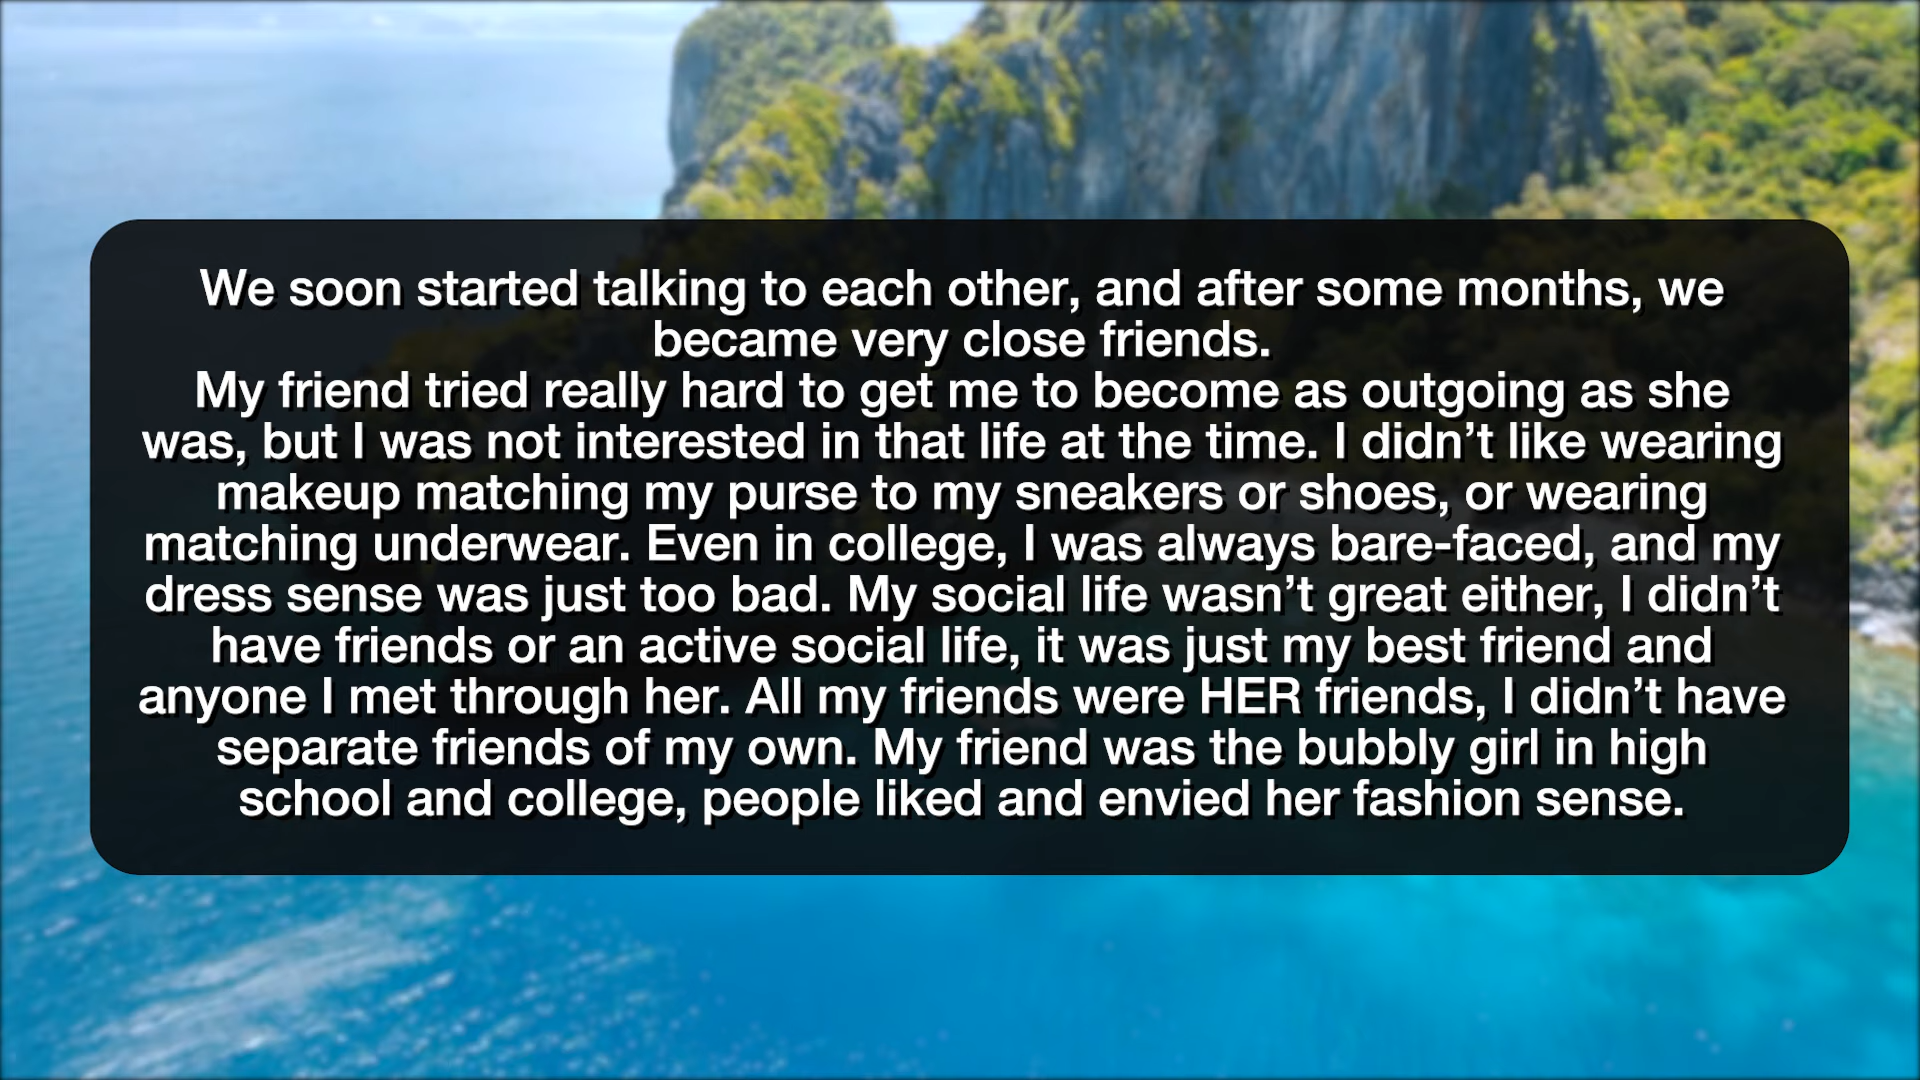 We soon started talking to each other, and after some months, we
became very close friends.
My friend tried really hard to get me to become as outgoing as she
was, but I was not interested in that life at the time. I didn’t like wearing
makeup matching my purse to my sneakers or shoes, or wearing
matching underwear. Even in college, I was always bare-faced, and my
dress sense was just too bad. My social life wasn’t great either, I didn’t
have friends or an active social life, it was just my best friend and
anyone I met through her. All my friends were HER friends, I didn’t have
separate friends of my own. My friend was the bubbly girl in high
school and college, people liked and envied her fashion sense.